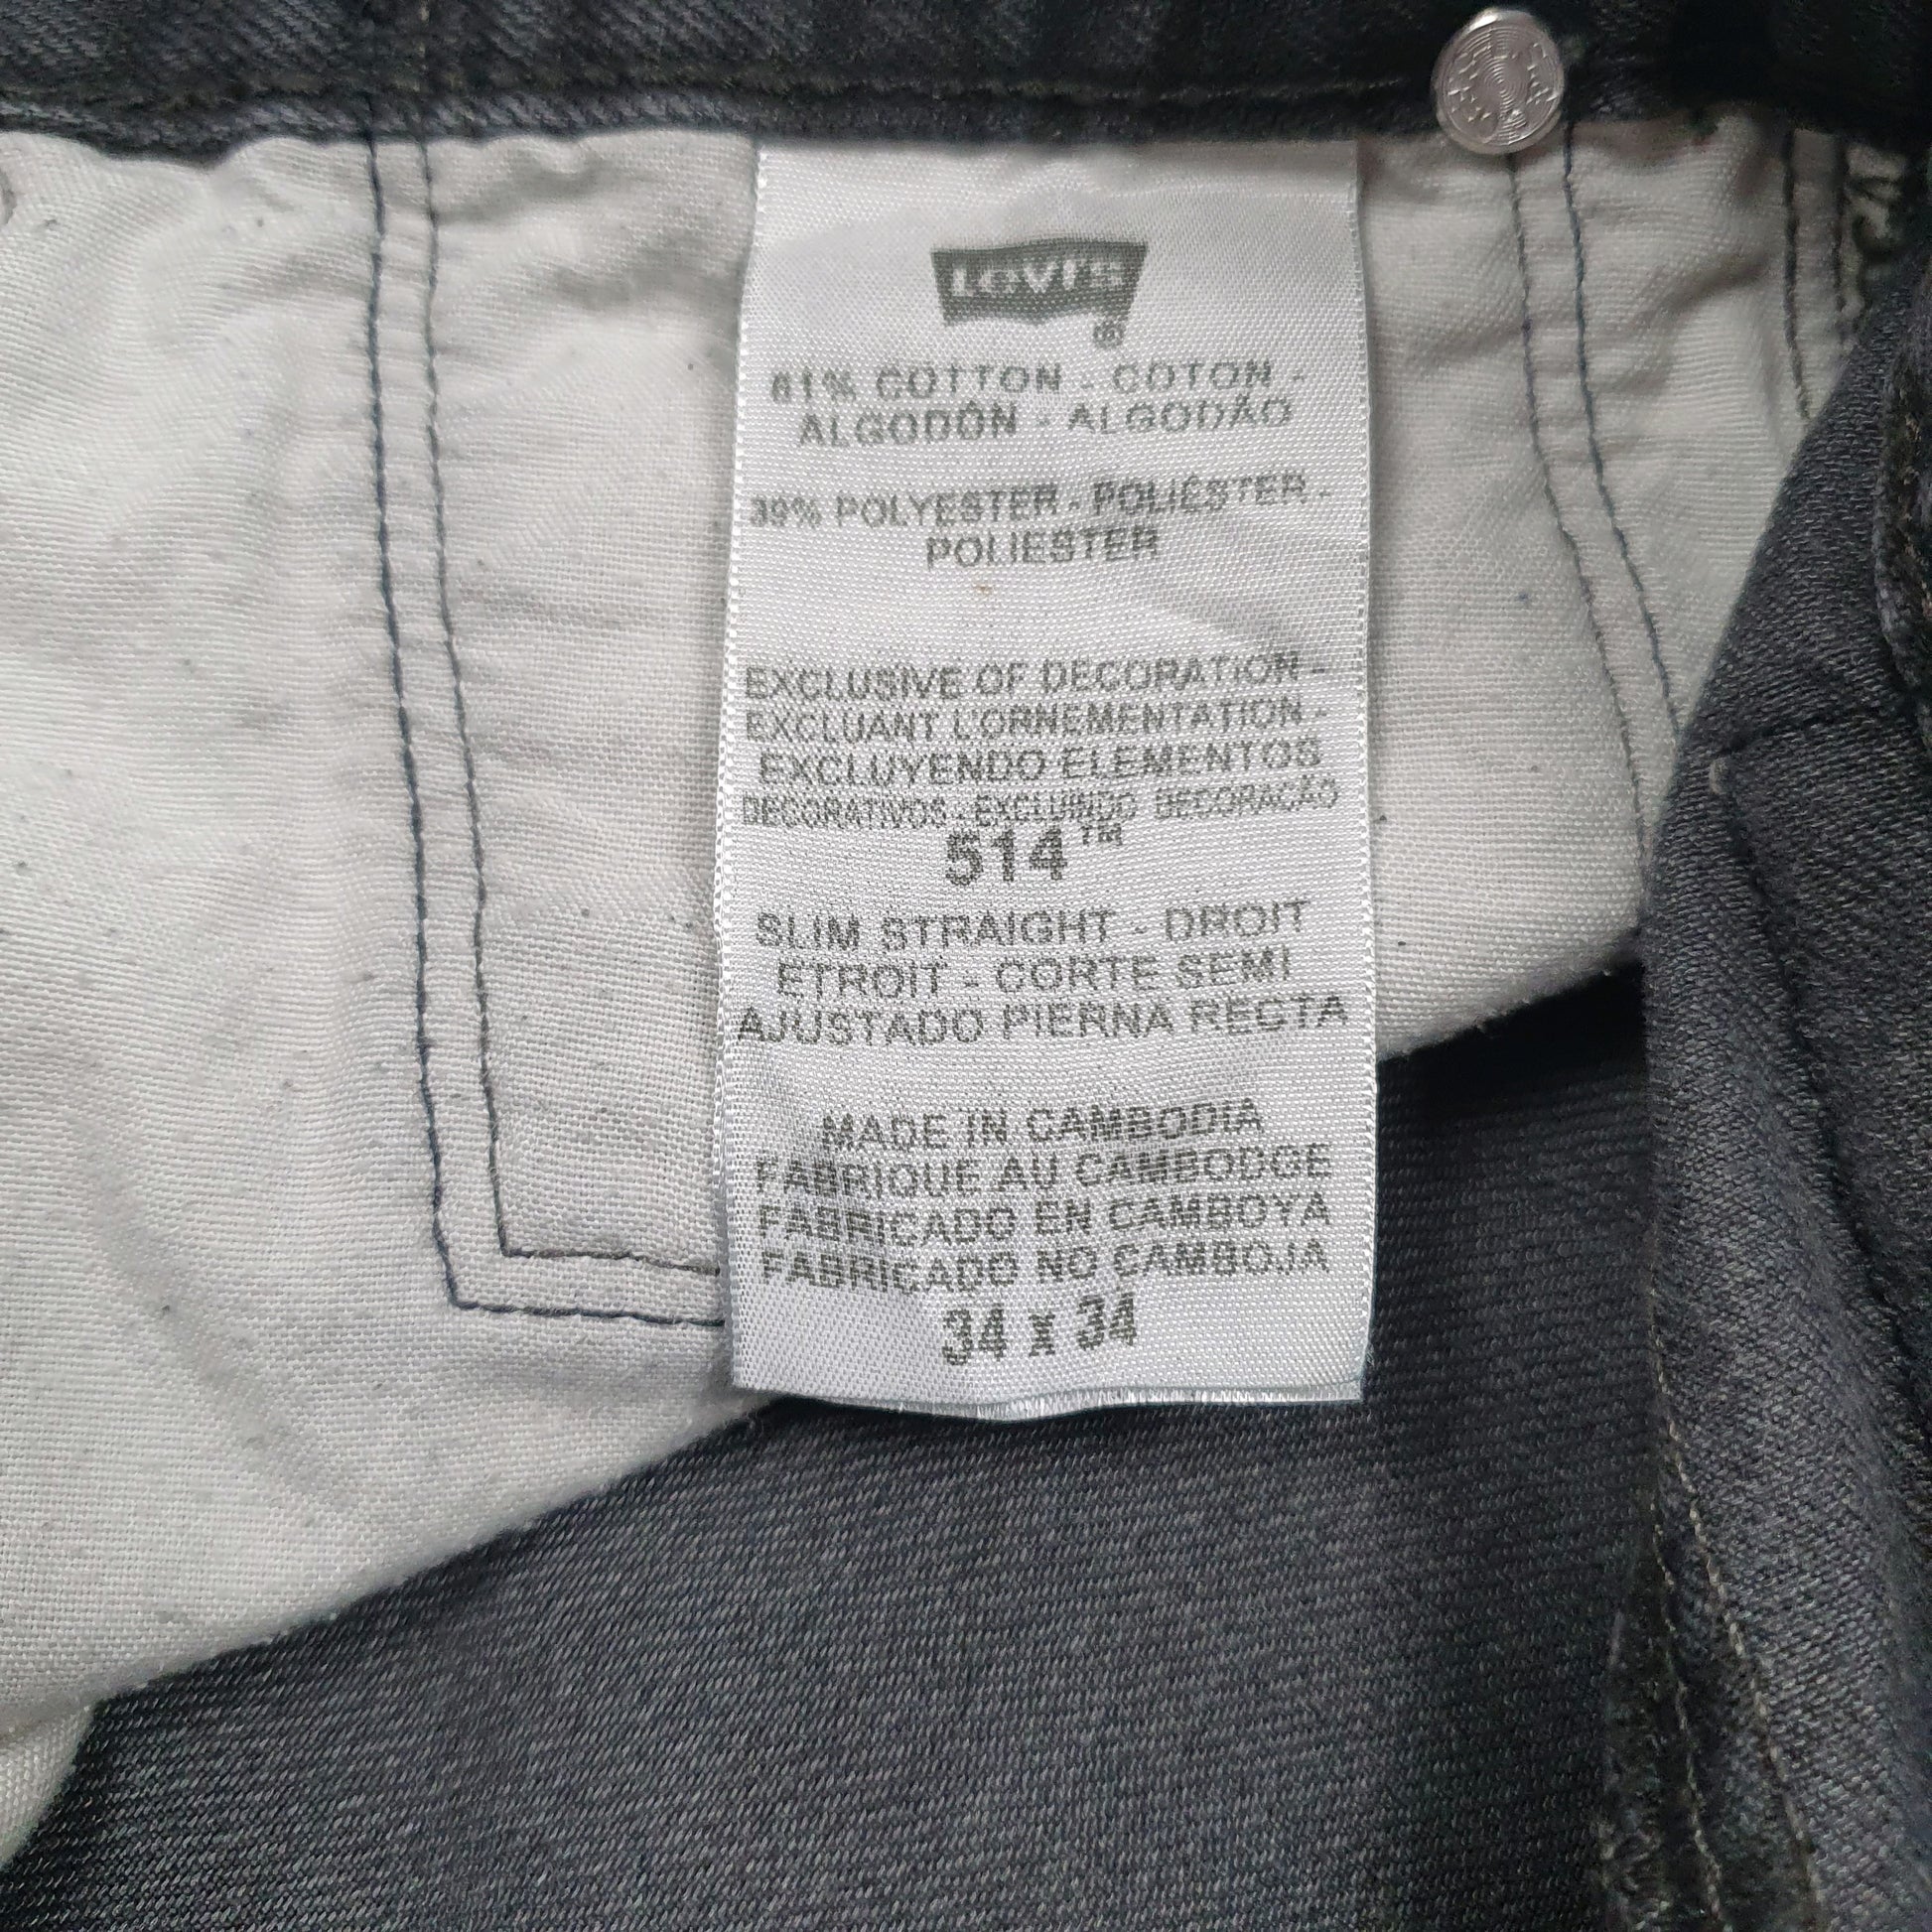 Levi's
®
61% COTTON - COTON -
ALGODÓN - ALGODÃO
39% POLYESTER - POLIÉSTER -
POLIESTER
EXCLUSIVE OF DECORATION -
EXCLUANT L'ORNEMENTATION -
EXCLUYENDO ELEMENTOS
DECORATIVOS - EXCLUINDO DECORAÇÃO
514™
SLIM STRAIGHT - DROIT
ETROIT - CORTE SEMI
AJUSTADO PIERNA RECTA
MADE IN CAMBODIA
FABRIQUE AU CAMBODGE
FABRICADO EN CAMBOYA
FABRICADO NO CAMBOJA
34 x 34